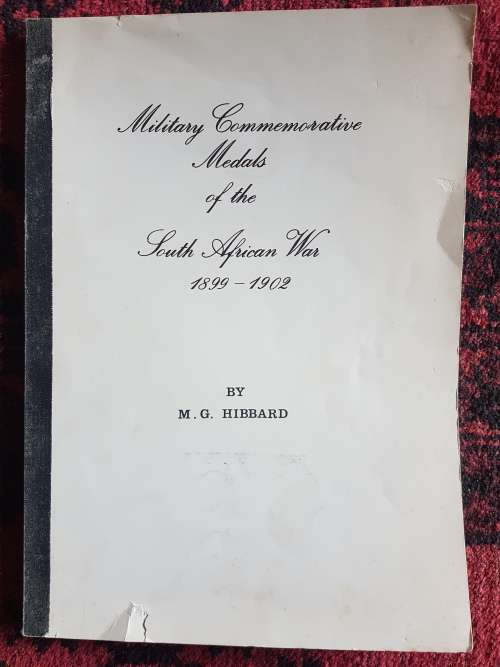 Military Commemorative
Medals
of the
South African War
1899 – 1902
BY
M. G. HIBBARD